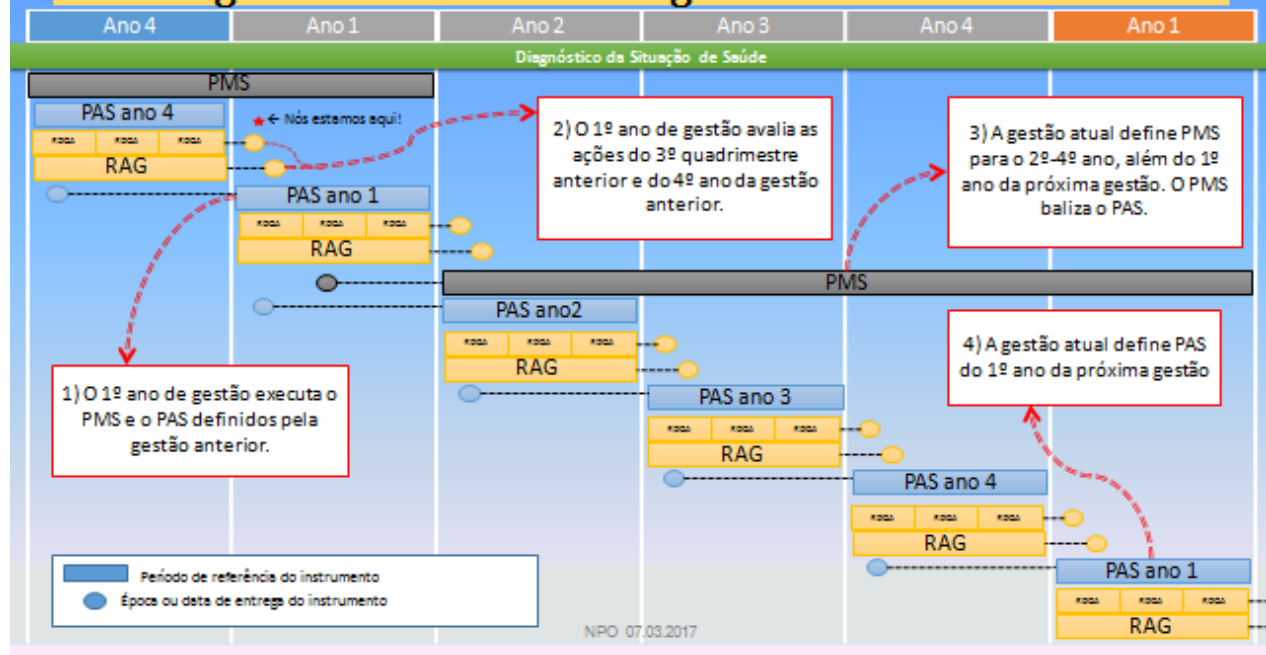 Ano 4
Ano 1
Ano 2
Ano 3
Ano 4
Ano 1
Diagnóstico da Situação de Saúde
PMS
PAS ano 4
← Nós estamos aqui!
RAG
PAS ano 1
RAG
2) O 1º ano de gestão avalia as
ações do 3º quadrimestre
anterior e do 4º ano da gestão
anterior.
3) A gestão atual define PMS
para o 2º-4º ano, além do 1º
ano da próxima gestão. O PMS
baliza o PAS.
PMS
PAS ano2
RAG
1) O 1º ano de gestão executa o
PMS e o PAS definidos pela
gestão anterior.
4) A gestão atual define PAS
do 1º ano da próxima gestão
PAS ano 3
RAG
PAS ano 4
RAG
PAS ano 1
RAG
Período de referência do instrumento
Época ou data de entrega do instrumento
NPO 07.03.2017